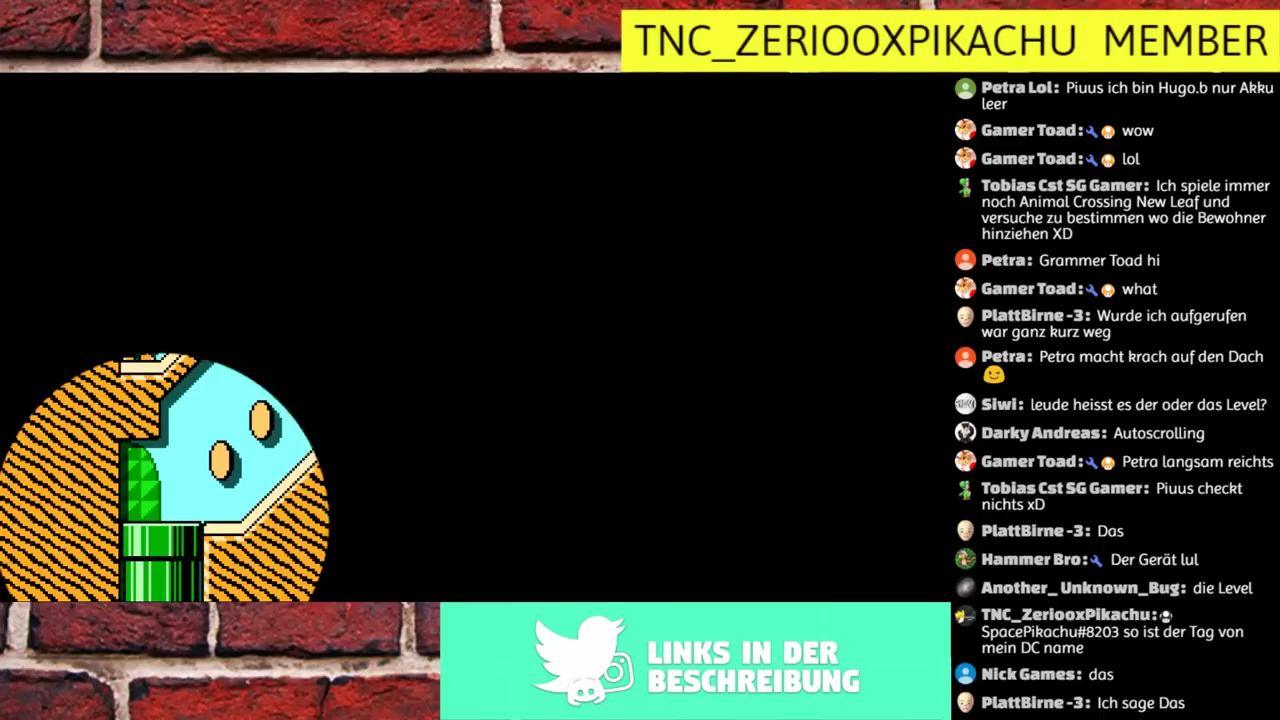 TNC_ZERIOOXPIKACHU MEMBER
Petra Lol: Piuus ich bin Hugo.b nur Akku
leer
Gamer Toad: wow
Gamer Toad: lol
Tobias Cst SG Gamer: Ich spiele immer
noch Animal Crossing New Leaf und
versuche zu bestimmen wo die Bewohner
hinziehen XD
Petra: Grammer Toad hi
Gamer Toad: what
PlattBirne -3: Wurde ich aufgerufen
war ganz kurz weg
Petra: Petra macht krach auf den Dach
Siwi: leude heisst es der oder das Level?
Darky Andreas: Autoscrolling
Gamer Toad: Petra langsam reichts
Tobias Cst SG Gamer: Piuus checkt
nichts xD
PlattBirne -3: Das
Hammer Bro: Der Gerät lul
Another_ Unknown_Bug: die Level
TNC_ZeriooxPikachu:
SpacePikachu#8203 so ist der Tag von
mein DC name
Nick Games: das
PlattBirne -3: Ich sage Das
LINKS IN DER
BESCHREIBUNG